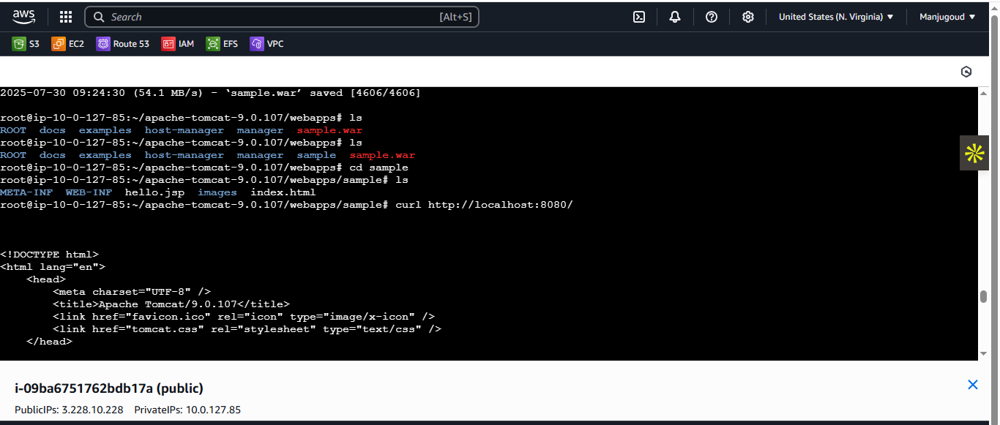 aws
Search [Alt+S]
United States (N. Virginia)
Manjugoud
S3 EC2 Route 53 IAM EFS VPC
2025-07-30 09:24:30 (54.1 MB/s) - ‘sample.war’ saved [4606/4606]
root@ip-10-0-127-85:~/apache-tomcat-9.0.107/webapps# ls
ROOT docs examples host-manager manager sample.war
root@ip-10-0-127-85:~/apache-tomcat-9.0.107/webapps# ls
ROOT docs examples host-manager manager sample sample.war
root@ip-10-0-127-85:~/apache-tomcat-9.0.107/webapps# cd sample
root@ip-10-0-127-85:~/apache-tomcat-9.0.107/webapps/sample# ls
META-INF WEB-INF hello.jsp images index.html
root@ip-10-0-127-85:~/apache-tomcat-9.0.107/webapps/sample# curl http://localhost:8080/
<!DOCTYPE html>
<html lang="en">
    <head>
        <meta charset="UTF-8" />
        <title>Apache Tomcat/9.0.107</title>
        <link href="favicon.ico" rel="icon" type="image/x-icon" />
        <link href="tomcat.css" rel="stylesheet" type="text/css" />
    </head>
i-09ba6751762bdb17a (public)
PublicIPs: 3.228.10.228 PrivateIPs: 10.0.127.85